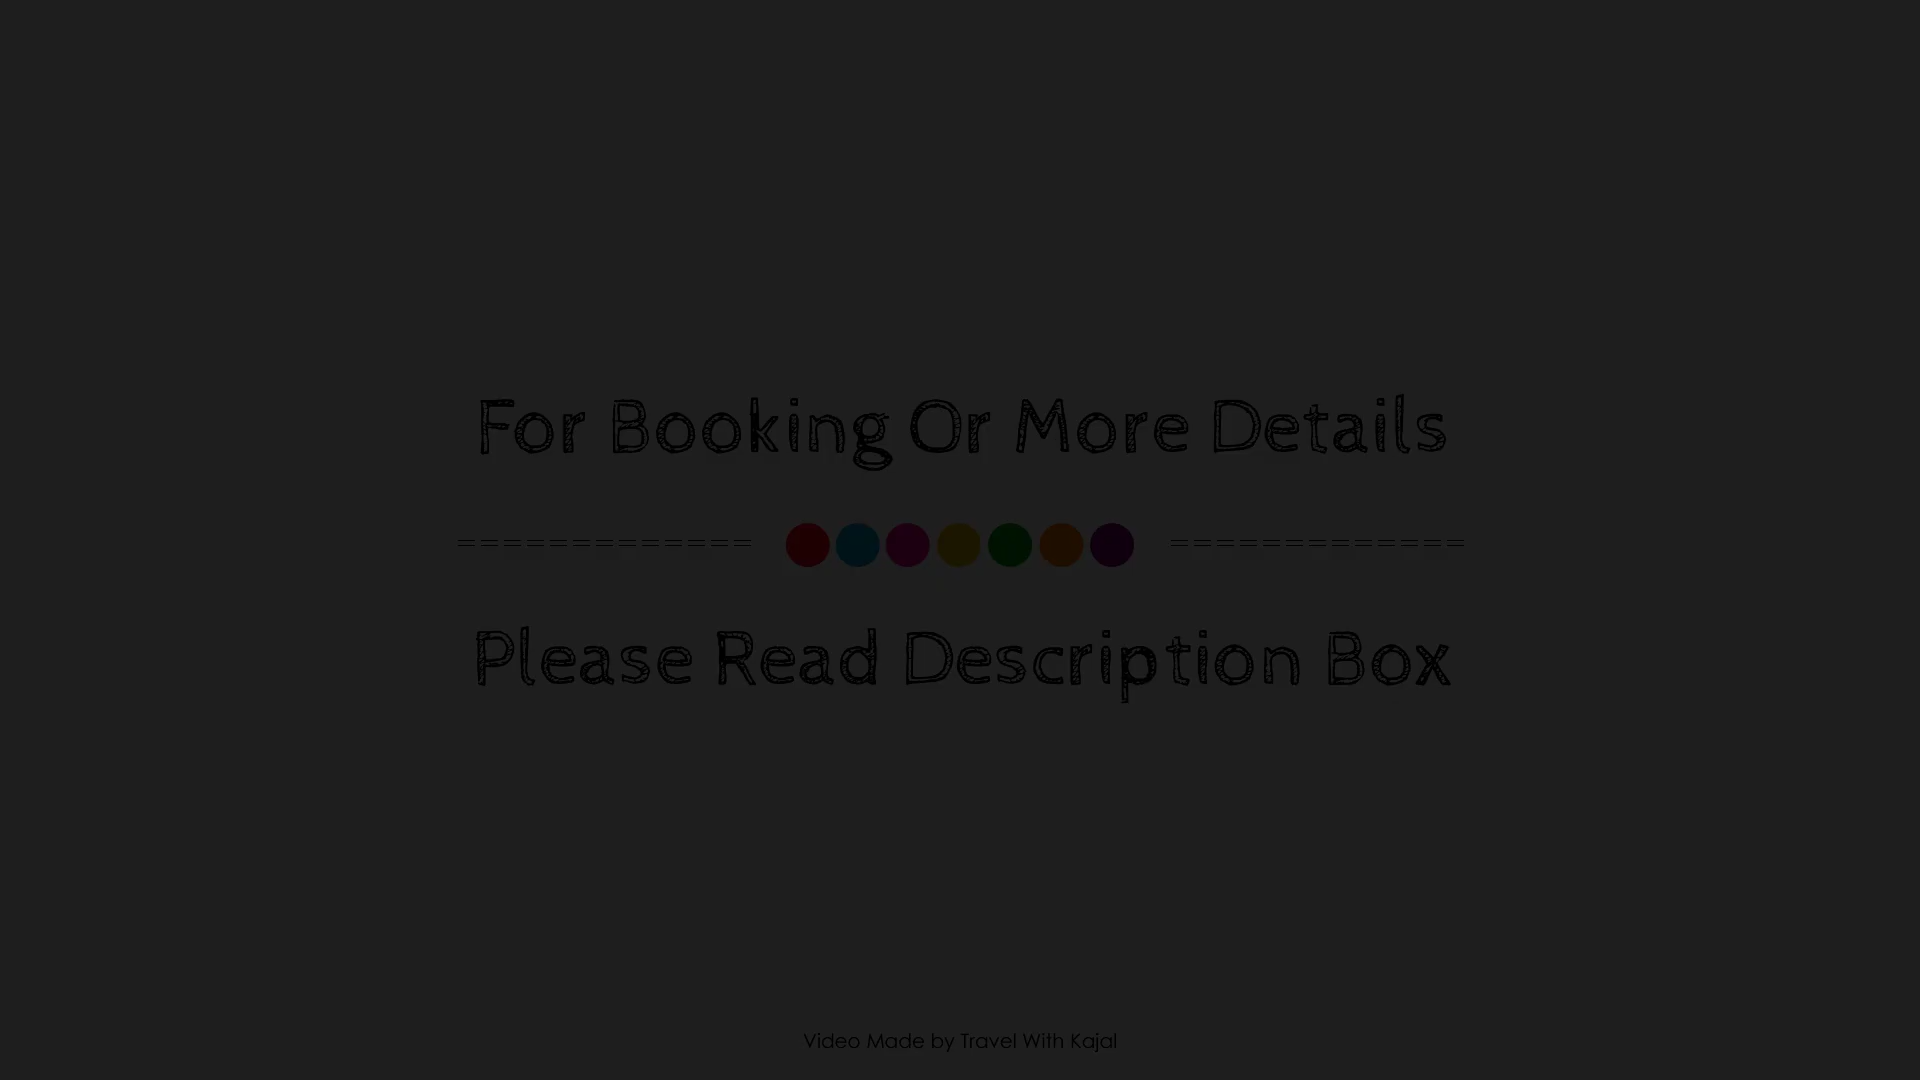 For Booking Or More Details
============= =============
Please Read Description Box
Video Made by Travel With Kajal